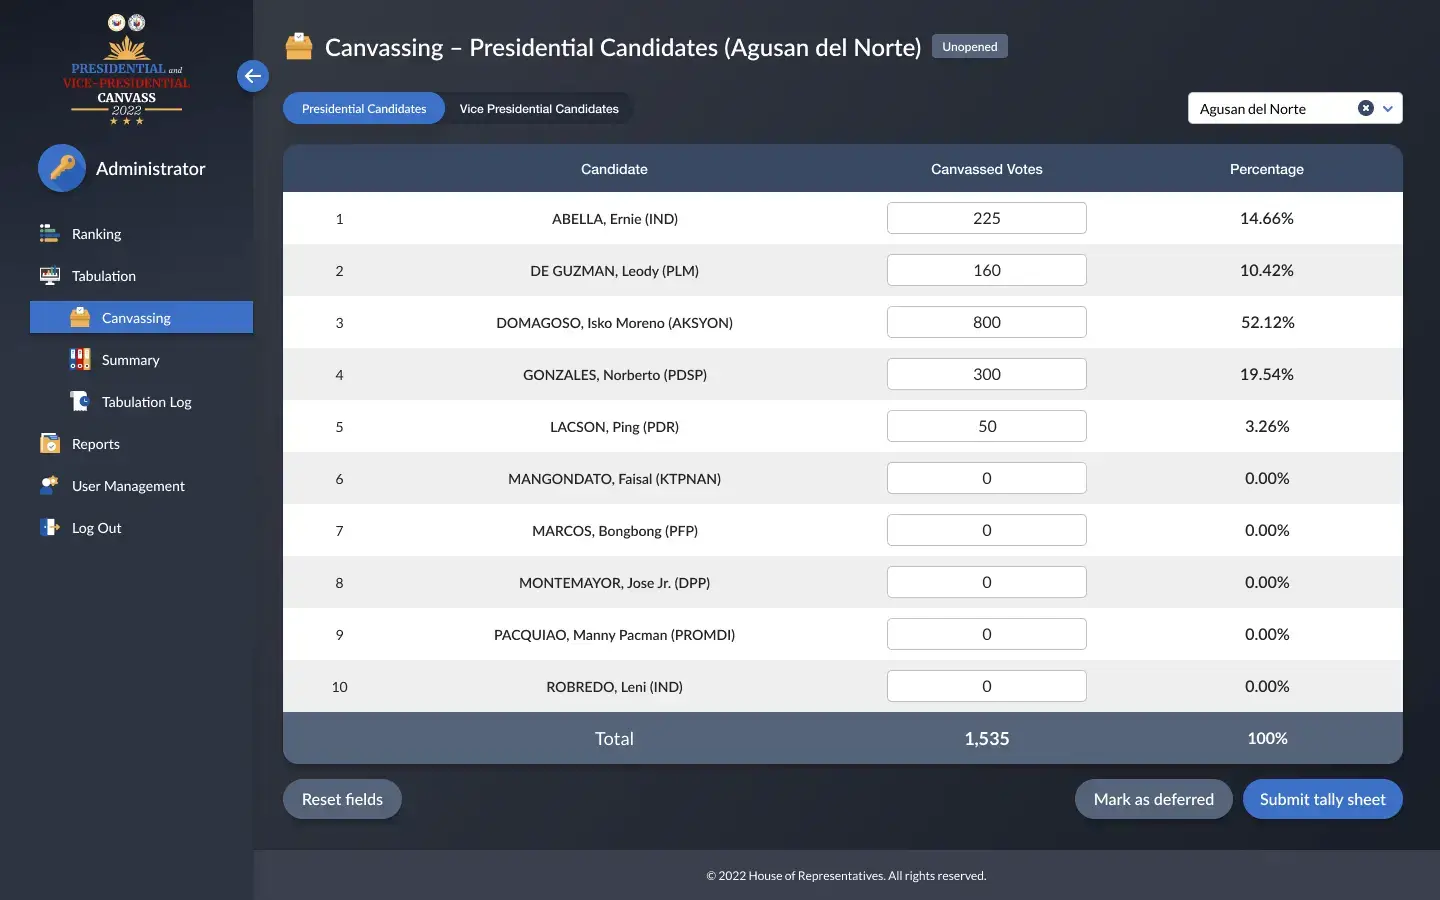 PRESIDENTIAL and
VICE-PRESIDENTIAL
CANVASS
2022
Administrator
Ranking
Tabulation
Canvassing
Summary
Tabulation Log
Reports
User Management
Log Out
Canvassing – Presidential Candidates (Agusan del Norte) Unopened
Presidential Candidates Vice Presidential Candidates Agusan del Norte
Candidate Canvassed Votes Percentage
1 ABELLA, Ernie (IND) 225 14.66%
2 DE GUZMAN, Leody (PLM) 160 10.42%
3 DOMAGOSO, Isko Moreno (AKSYON) 800 52.12%
4 GONZALES, Norberto (PDSP) 300 19.54%
5 LACSON, Ping (PDR) 50 3.26%
6 MANGONDATO, Faisal (KTPNAN) 0 0.00%
7 MARCOS, Bongbong (PFP) 0 0.00%
8 MONTEMAYOR, Jose Jr. (DPP) 0 0.00%
9 PACQUIAO, Manny Pacman (PROMDI) 0 0.00%
10 ROBREDO, Leni (IND) 0 0.00%
Total 1,535 100%
Reset fields Mark as deferred Submit tally sheet
© 2022 House of Representatives. All rights reserved.